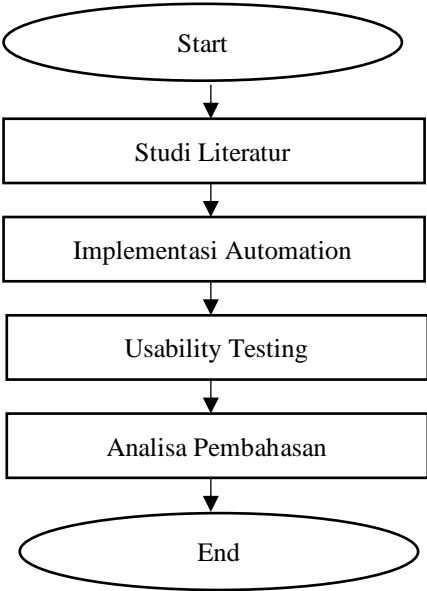 Start
Studi Literatur
Implementasi Automation
Usability Testing
Analisa Pembahasan
End